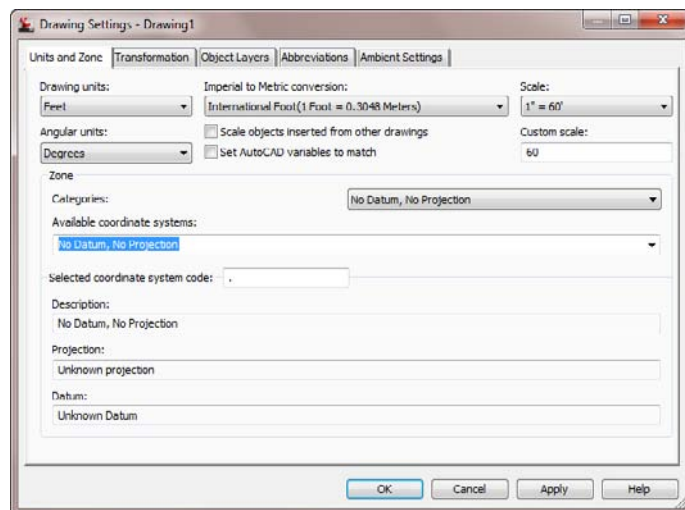 Drawing Settings - Drawing1
Units and Zone Transformation Object Layers Abbreviations Ambient Settings
Drawing units: Imperial to Metric conversion: Scale:
Feet International Foot(1 Foot = 0.3048 Meters) 1" = 60'
Angular units: Scale objects inserted from other drawings Custom scale:
Degrees Set AutoCAD variables to match 60
Zone
Categories: No Datum, No Projection
Available coordinate systems:
No Datum, No Projection
Selected coordinate system code: .
Description:
No Datum, No Projection
Projection:
Unknown projection
Datum:
Unknown Datum
OK Cancel Apply Help